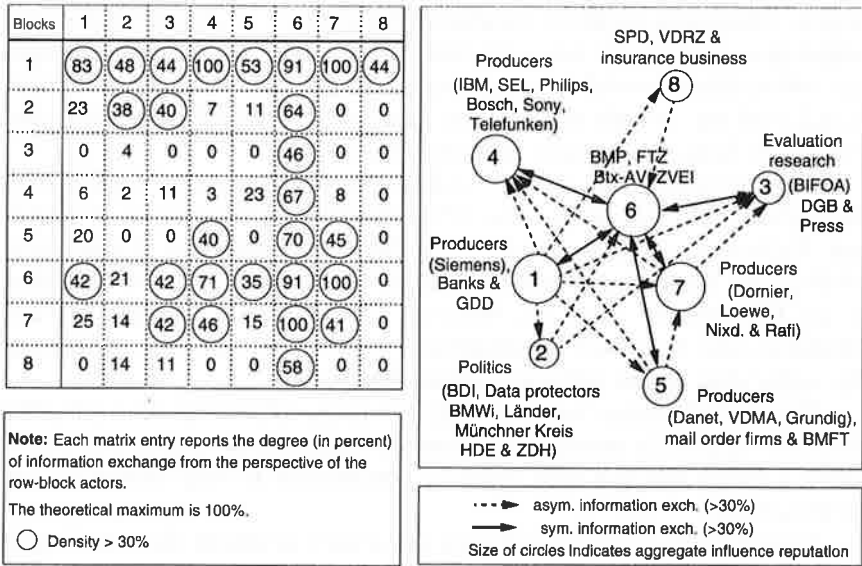 Blocks 1 2 3 4 5 6 7 8
1 83 48 44 100 53 91 100 44
2 23 38 40 7 11 64 0 0
3 0 4 0 0 0 46 0 0
4 6 2 11 3 23 67 8 0
5 20 0 0 40 0 70 45 0
6 42 21 42 71 35 91 100 0
7 25 14 42 46 15 100 41 0
8 0 14 11 0 0 58 0 0
Note: Each matrix entry reports the degree (in percent)
of information exchange from the perspective of the
row-block actors.
The theoretical maximum is 100%.
Density > 30%
SPD, VDRZ &
insurance business
8
Producers
(IBM, SEL, Philips,
Bosch, Sony,
Telefunken)
4
BMP, FTZ
Btx-AV, ZVEI
6
Evaluation
research
3 (BIFOA)
DGB &
Press
Producers
(Siemens),
Banks &
GDD
1
7
Producers
(Dornier,
Loewe,
Nixd. & Rafi)
2
Politics
(BDI, Data protectors
BMWi, Länder,
Münchner Kreis
HDE & ZDH)
5
Producers
(Danet, VDMA, Grundig),
mail order firms & BMFT
asym. information exch. (>30%)
sym. information exch. (>30%)
Size of circles Indicates aggregate influence reputation